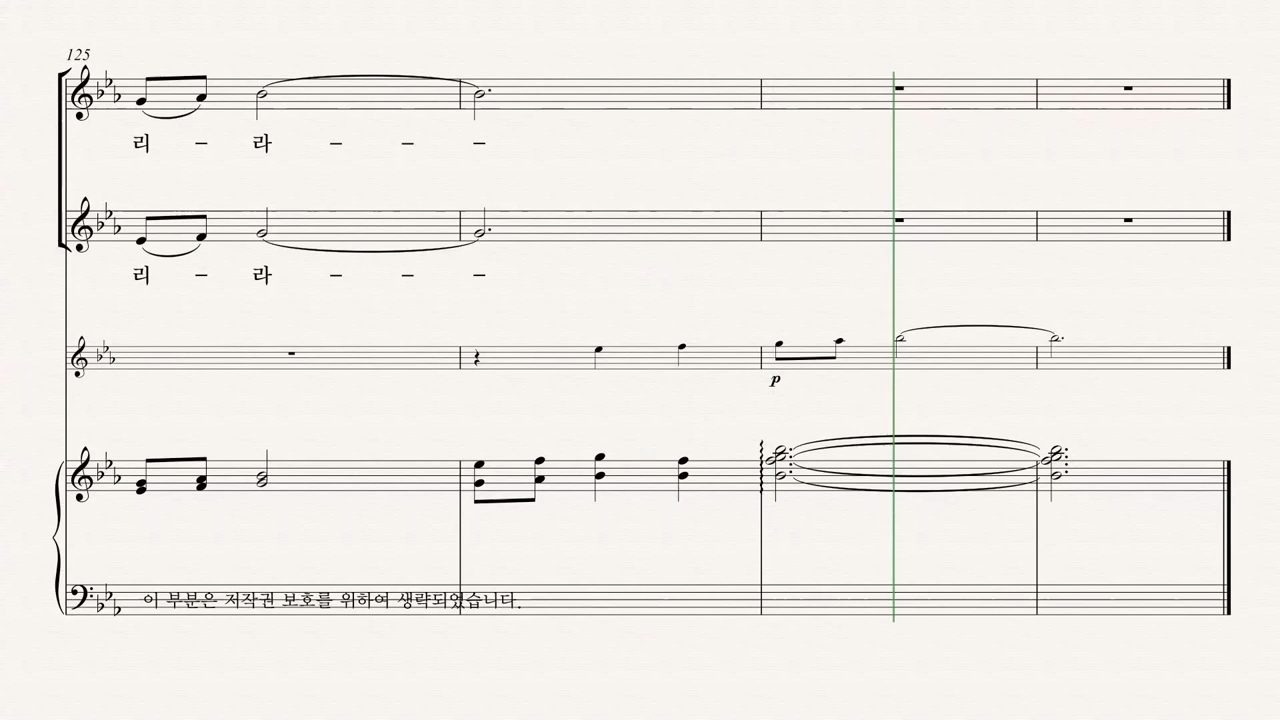 125
리 – 라 – – –
리 – 라 – – –
p
이 부분은 저작권 보호를 위하여 생략되었습니다.